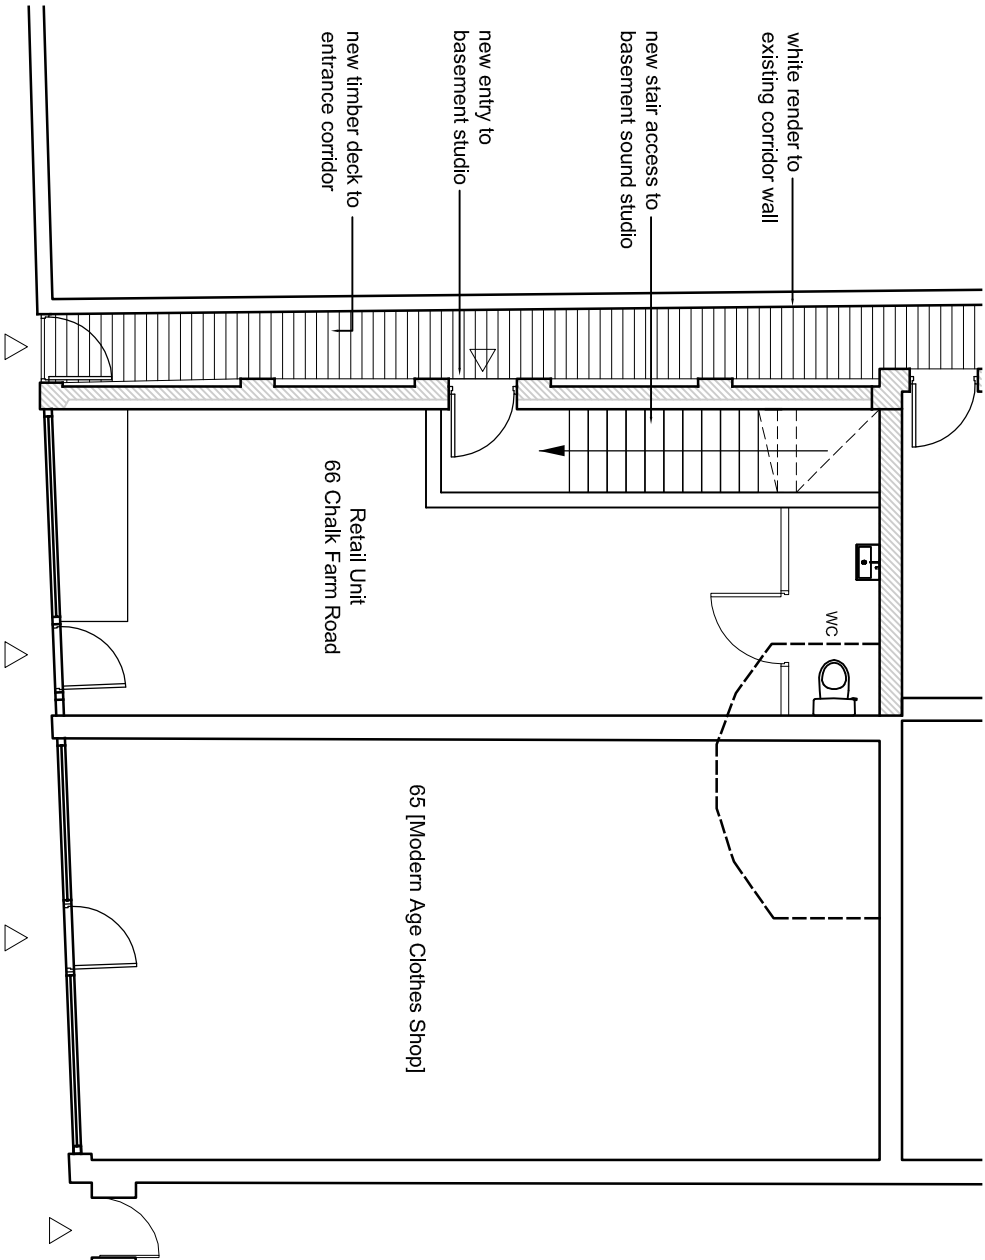 white render to
existing corridor wall
new stair access to
basement sound studio
new entry to
basement studio
new timber deck to
entrance corridor
WC
Retail Unit
66 Chalk Farm Road
65 [Modern Age Clothes Shop]